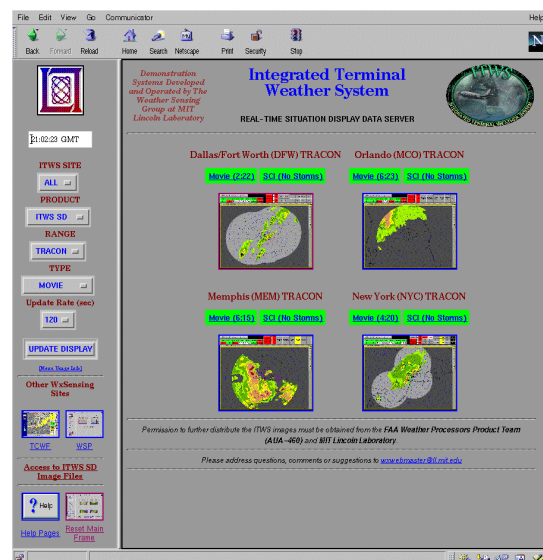 File Edit View Go Communicator Help
Back Forward Reload Home Search Netscape Print Security Stop
N
21:02:23 GMT
ITWS SITE
ALL
PRODUCT
ITWS SD
RANGE
TRACON
TYPE
MOVIE
Update Rate (sec)
120
UPDATE DISPLAY
Other WxSensing
Sites
TCWF WSP
Access to ITWS SD
Image Files
? Help
Help Pages Reset Main
Frame
Demonstration
Systems Developed
and Operated by The
Weather Sensing
Group at MIT
Lincoln Laboratory
Integrated Terminal
Weather System
REAL-TIME SITUATION DISPLAY DATA SERVER
ITWS
INTEGRATED TERMINAL WEATHER SYSTEM
Dallas/Fort Worth (DFW) TRACON Orlando (MCO) TRACON
Movie (2:22) SCI (No Storms) Movie (6:23) SCI (No Storms)
Memphis (MEM) TRACON New York (NYC) TRACON
Movie (6:15) SCI (No Storms) Movie (4:20) SCI (No Storms)
Permission to further distribute the ITWS images must be obtained from the FAA Weather Processors Product Team
(AUA-460) and MIT Lincoln Laboratory.
Please address questions, comments or suggestions to wxwebmaster@ll.mit.edu